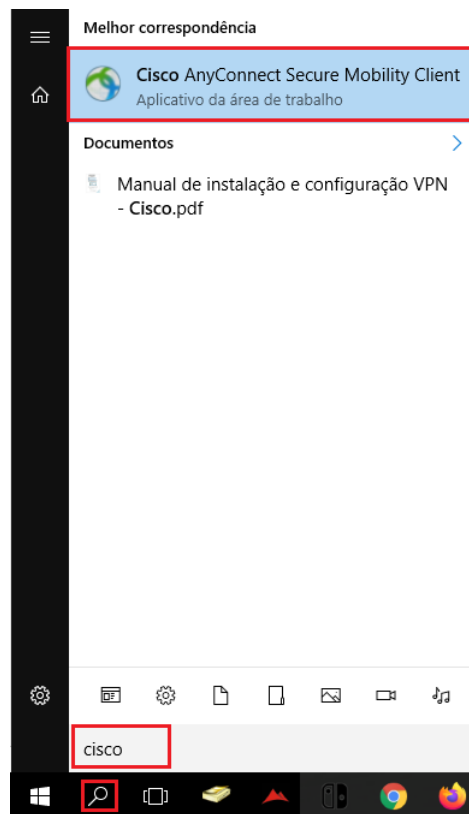 Melhor correspondência
Cisco AnyConnect Secure Mobility Client
Aplicativo da área de trabalho
Documentos
Manual de instalação e configuração VPN
- Cisco.pdf
cisco